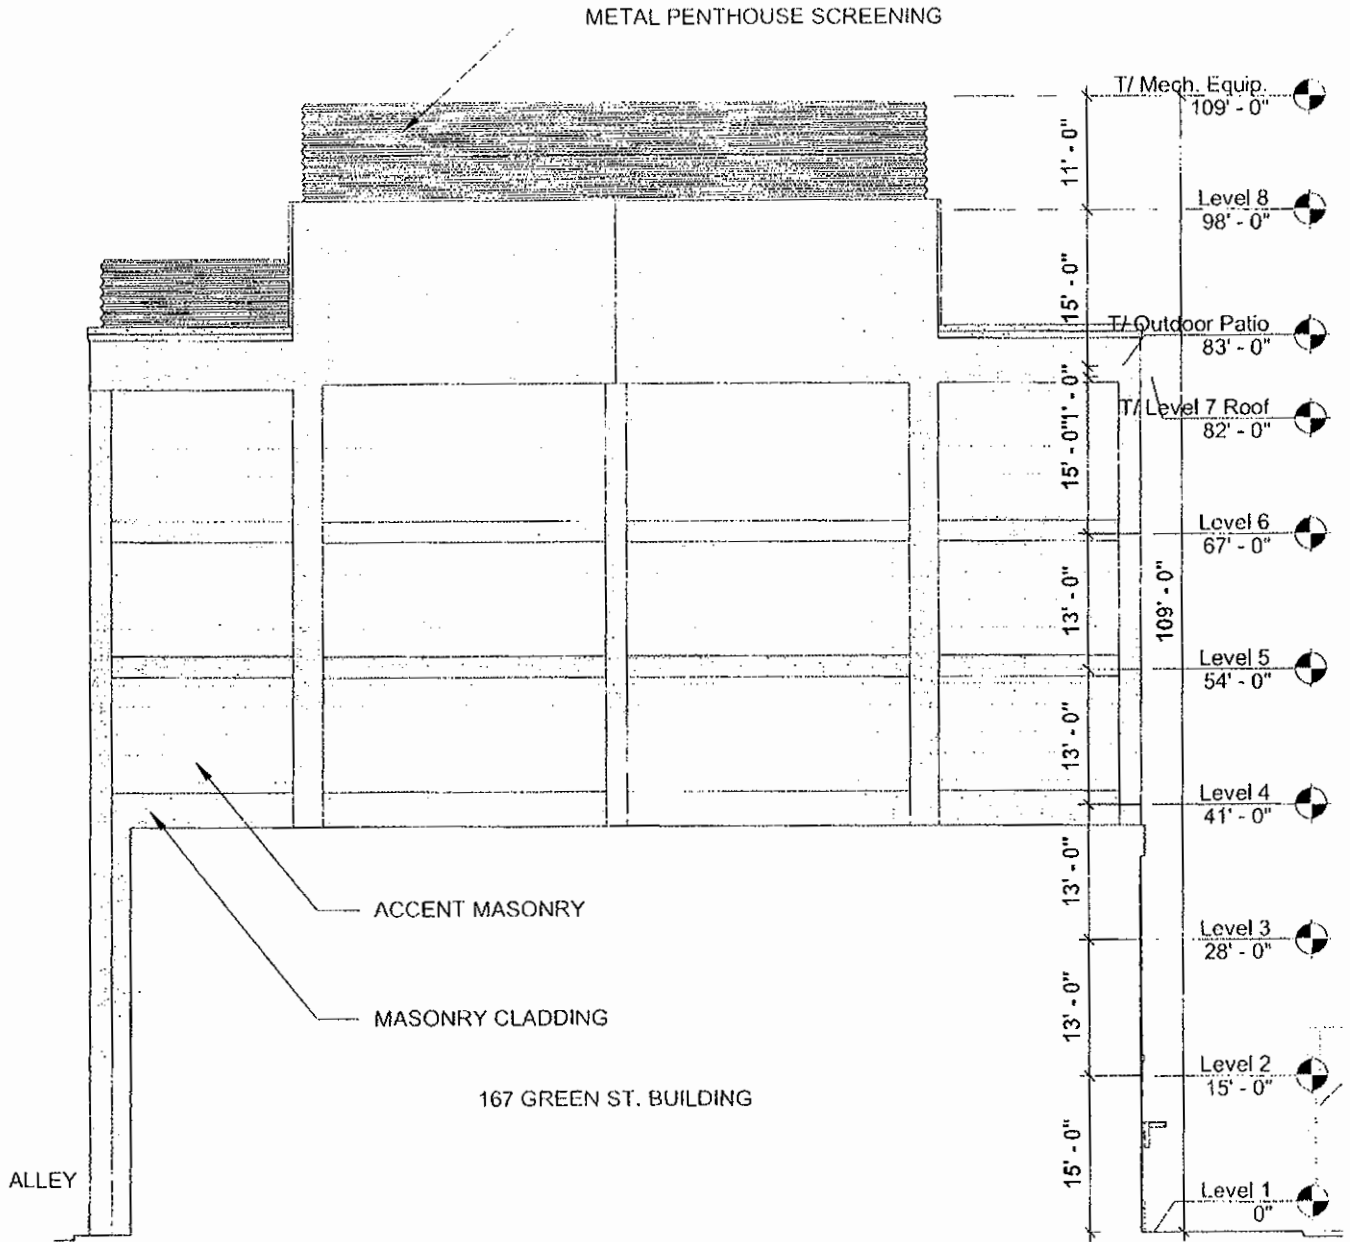 METAL PENTHOUSE SCREENING
T/ Mech. Equip.
109' - 0"
11' - 0"
Level 8
98' - 0"
15' - 0"
T/ Outdoor Patio
83' - 0"
1' - 0"
T/ Level 7 Roof
82' - 0"
15' - 0"
Level 6
67' - 0"
13' - 0"
109' - 0"
Level 5
54' - 0"
13' - 0"
Level 4
41' - 0"
13' - 0"
ACCENT MASONRY
Level 3
28' - 0"
MASONRY CLADDING
13' - 0"
Level 2
15' - 0"
167 GREEN ST. BUILDING
15' - 0"
ALLEY
Level 1
0"